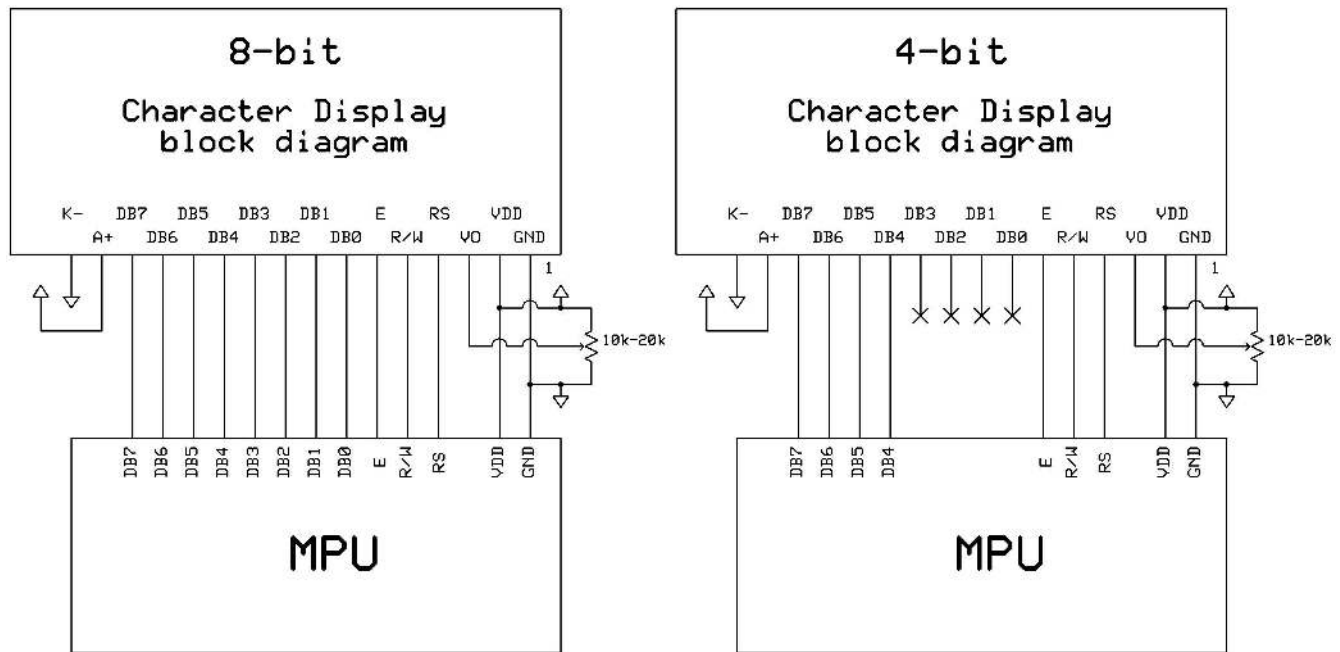 8-bit
Character Display
block diagram
K- DB7 DB5 DB3 DB1 E RS VDD
A+ DB6 DB4 DB2 DB0 R/W VO GND
1
10k-20k
DB7 DB6 DB5 DB4 DB3 DB2 DB1 DB0 E R/W RS VDD GND
MPU
4-bit
Character Display
block diagram
K- DB7 DB5 DB3 DB1 E RS VDD
A+ DB6 DB4 DB2 DB0 R/W VO GND
1
10k-20k
DB7 DB6 DB5 DB4 E R/W RS VDD GND
MPU